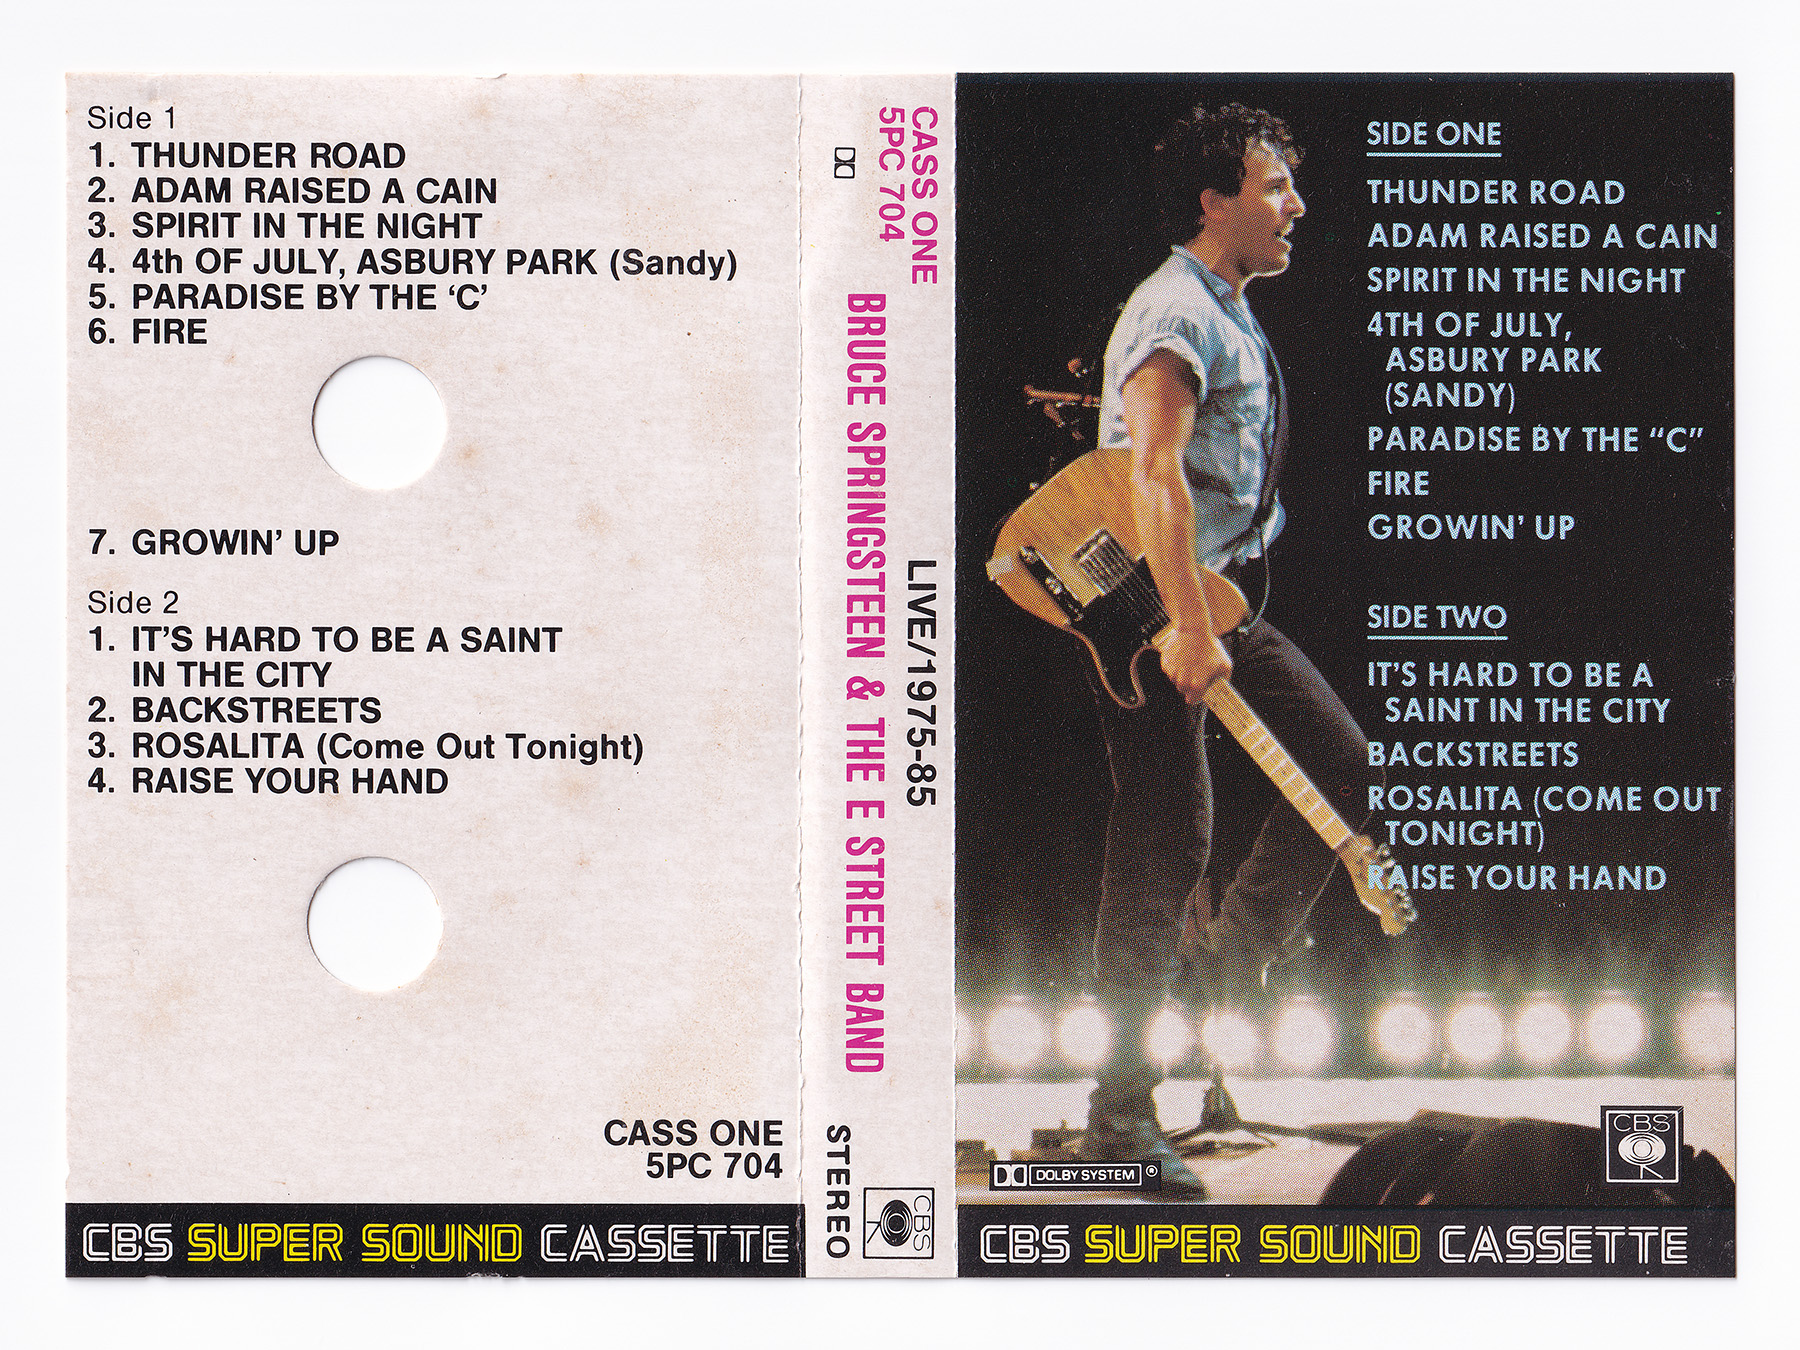 Side 1
1. THUNDER ROAD
2. ADAM RAISED A CAIN
3. SPIRIT IN THE NIGHT
4. 4th OF JULY, ASBURY PARK (Sandy)
5. PARADISE BY THE ‘C’
6. FIRE
7. GROWIN’ UP
Side 2
1. IT’S HARD TO BE A SAINT
IN THE CITY
2. BACKSTREETS
3. ROSALITA (Come Out Tonight)
4. RAISE YOUR HAND
CASS ONE
5PC 704
CBS SUPER SOUND CASSETTE
CASS ONE
5PC 704
BRUCE SPRINGSTEEN & THE E STREET BAND
LIVE/1975-85
STEREO
CBS
SIDE ONE
THUNDER ROAD
ADAM RAISED A CAIN
SPIRIT IN THE NIGHT
4TH OF JULY,
ASBURY PARK
(SANDY)
PARADISE BY THE “C”
FIRE
GROWIN’ UP
SIDE TWO
IT’S HARD TO BE A
SAINT IN THE CITY
BACKSTREETS
ROSALITA (COME OUT
TONIGHT)
RAISE YOUR HAND
CBS
DOLBY SYSTEM ®
CBS SUPER SOUND CASSETTE